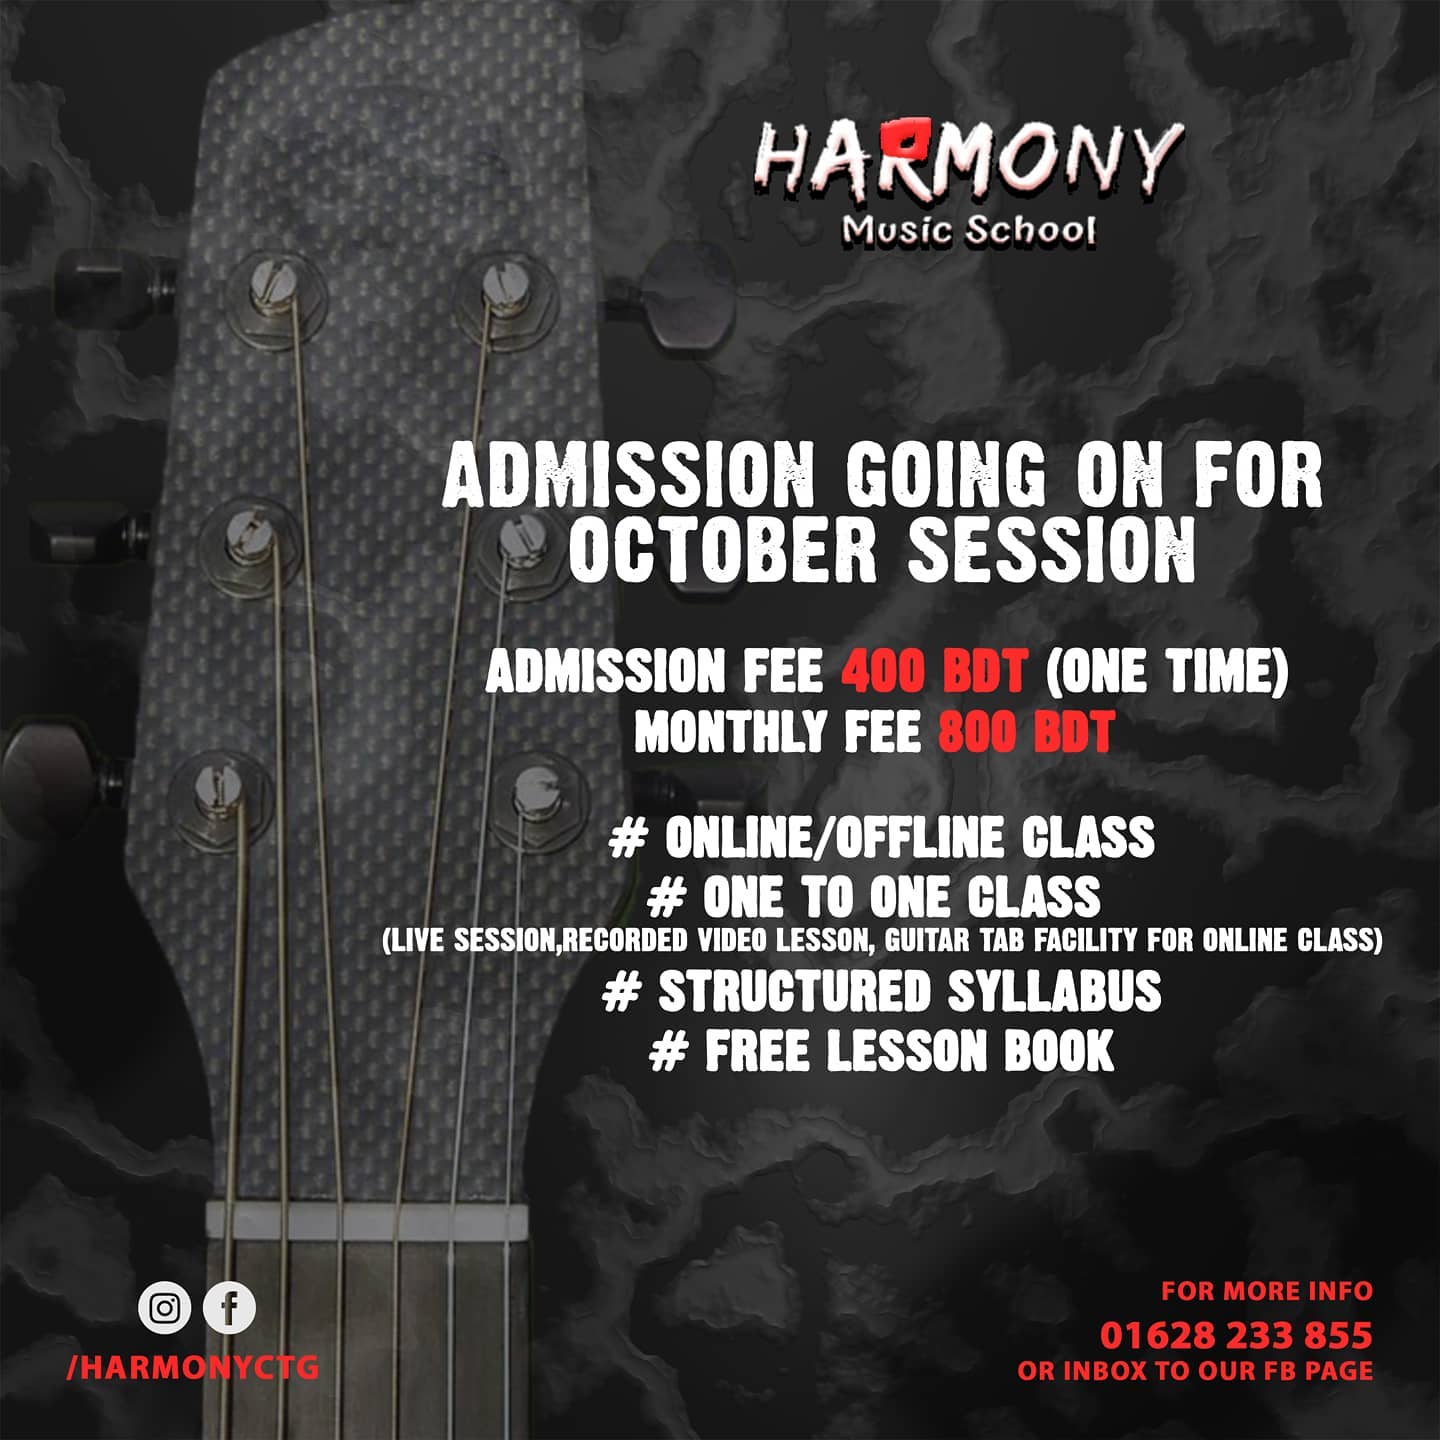 HARMONY
Music School
ADMISSION GOING ON FOR
OCTOBER SESSION
ADMISSION FEE 400 BDT (ONE TIME)
MONTHLY FEE 800 BDT
# ONLINE/OFFLINE CLASS
# ONE TO ONE CLASS
(LIVE SESSION,RECORDED VIDEO LESSON, GUITAR TAB FACILITY FOR ONLINE CLASS)
# STRUCTURED SYLLABUS
# FREE LESSON BOOK
/HARMONYCTG
FOR MORE INFO
01628 233 855
OR INBOX TO OUR FB PAGE